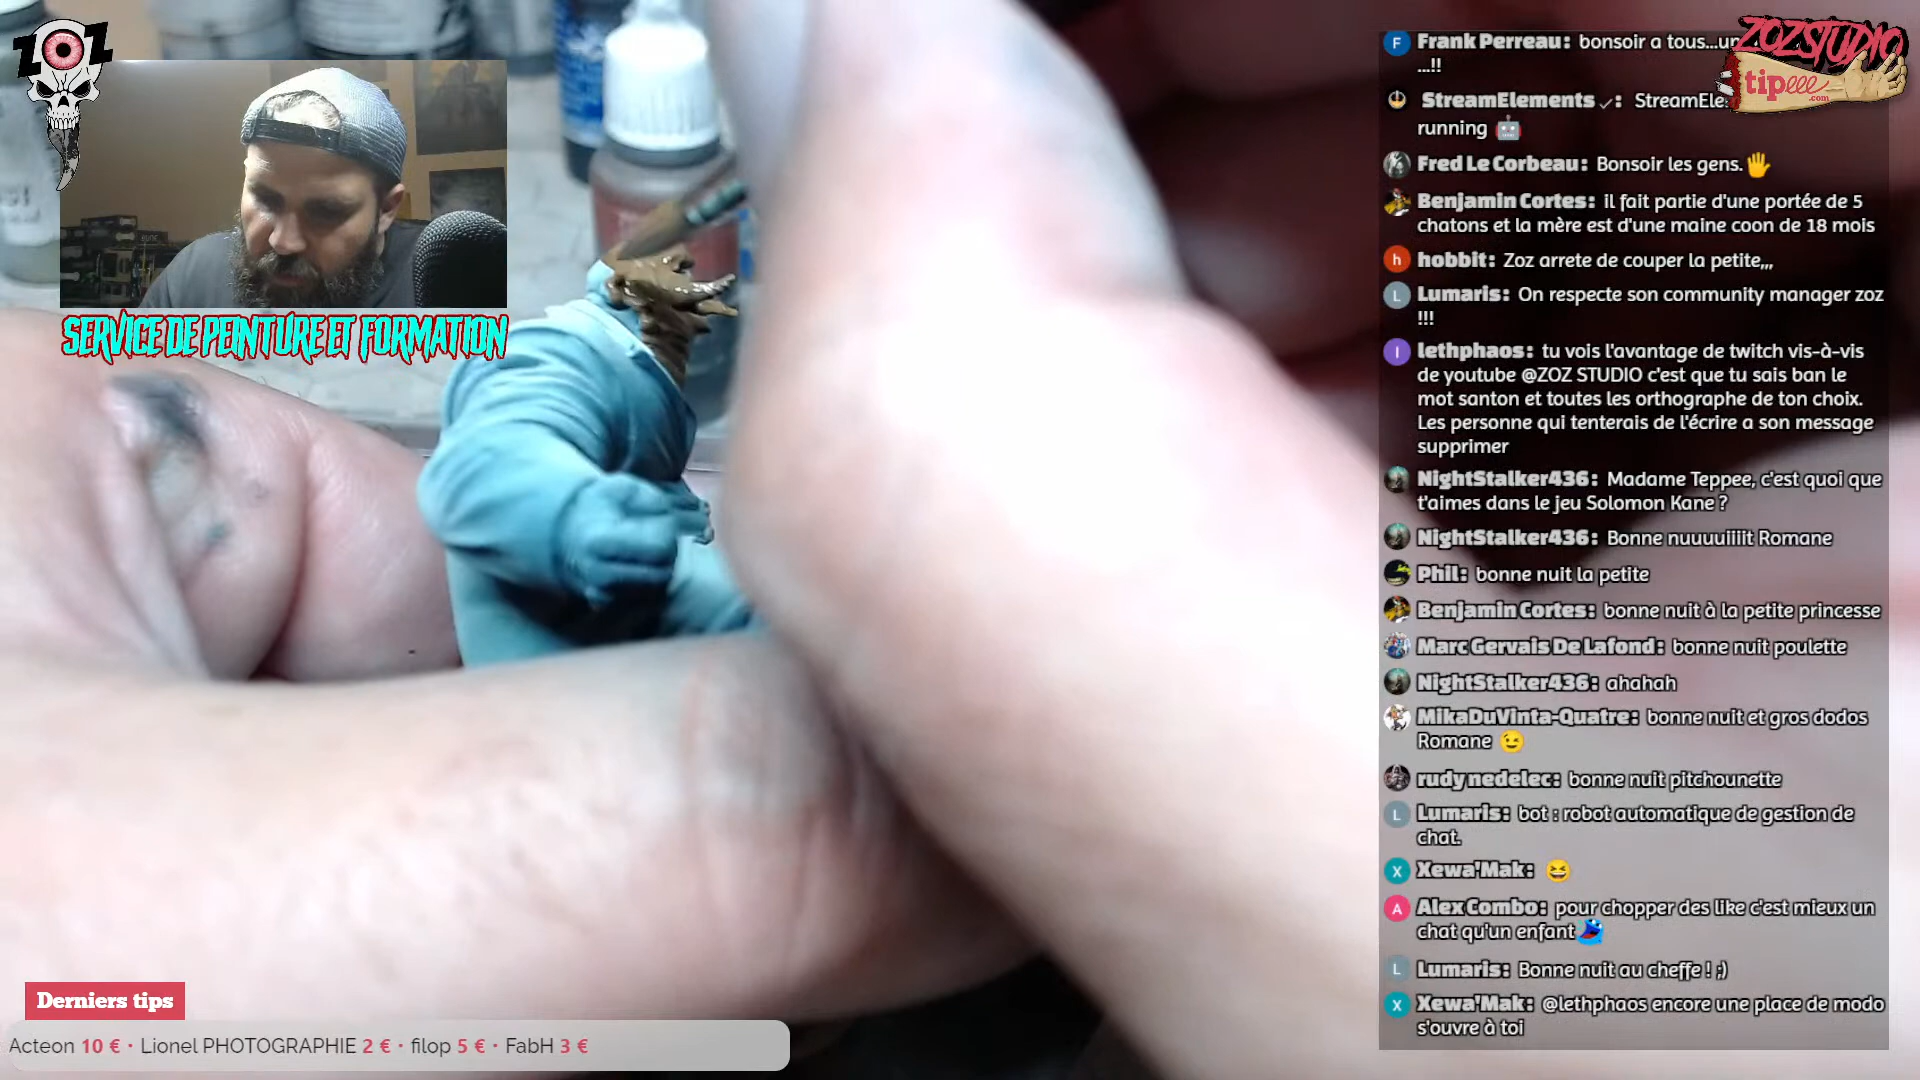 ZOZ
SERVICE DE PEINTURE ET FORMATION
ZOZSTUDIO
tipeee
.com
Frank Perreau: bonsoir a tous...
...!!
StreamElements: StreamEle
running
Fred Le Corbeau: Bonsoir les gens.
Benjamin Cortes: il fait partie d'une portée de 5
chatons et la mère est d'une maine coon de 18 mois
hobbit: Zoz arrete de couper la petite,,,
Lumaris: On respecte son community manager zoz
!!!
lethphaos: tu vois l'avantage de twitch vis-à-vis
de youtube @ZOZ STUDIO c'est que tu sais ban le
mot santon et toutes les orthographe de ton choix.
Les personne qui tenterais de l'écrire a son message
supprimer
NightStalker436: Madame Teppee, c'est quoi que
t'aimes dans le jeu Solomon Kane ?
NightStalker436: Bonne nuuuuiiiit Romane
Phil: bonne nuit la petite
Benjamin Cortes: bonne nuit à la petite princesse
Marc Gervais De Lafond: bonne nuit poulette
NightStalker436: ahahah
MikaDuVinta-Quatre: bonne nuit et gros dodos
Romane 😉
rudy nedelec: bonne nuit pitchounette
Lumaris: bot : robot automatique de gestion de
chat.
Xewa'Mak: 😆
Alex Combo: pour chopper des like c'est mieux un
chat qu'un enfant
Lumaris: Bonne nuit au cheffe ! ;)
Xewa'Mak: @lethphaos encore une place de modo
s'ouvre à toi
Derniers tips
Acteon 10 € · Lionel PHOTOGRAPHIE 2 € · filop 5 € · FabH 3 €